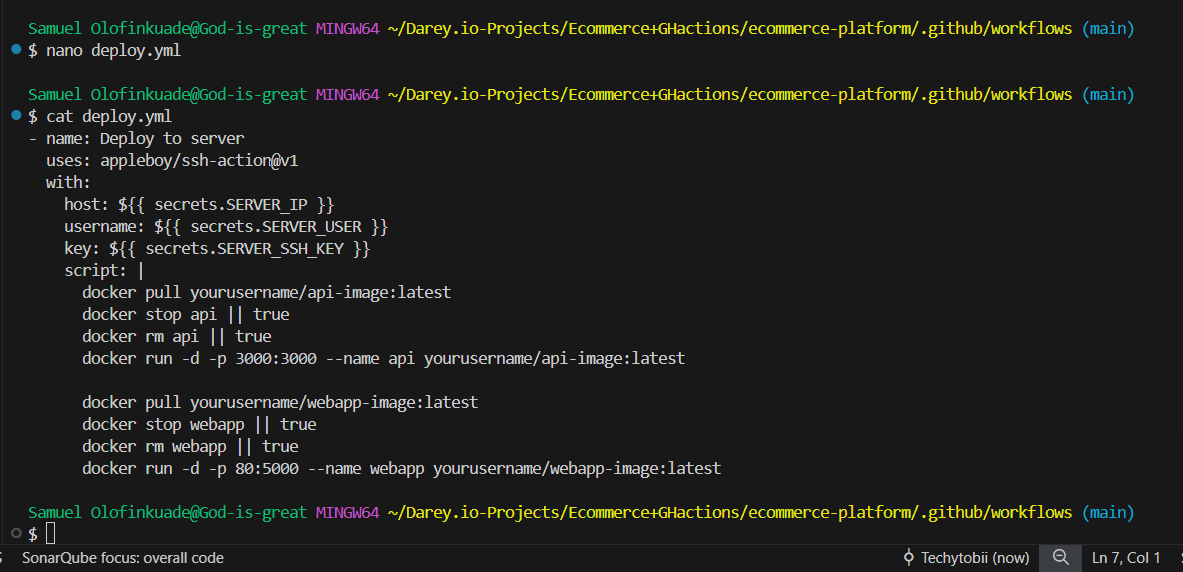 Samuel Olofinkuade@God-is-great MINGW64 ~/Darey.io-Projects/Ecommerce+GHactions/ecommerce-platform/.github/workflows (main)
$ nano deploy.yml
Samuel Olofinkuade@God-is-great MINGW64 ~/Darey.io-Projects/Ecommerce+GHactions/ecommerce-platform/.github/workflows (main)
$ cat deploy.yml
- name: Deploy to server
  uses: appleboy/ssh-action@v1
  with:
    host: ${{ secrets.SERVER_IP }}
    username: ${{ secrets.SERVER_USER }}
    key: ${{ secrets.SERVER_SSH_KEY }}
    script: |
      docker pull yourusername/api-image:latest
      docker stop api || true
      docker rm api || true
      docker run -d -p 3000:3000 --name api yourusername/api-image:latest

      docker pull yourusername/webapp-image:latest
      docker stop webapp || true
      docker rm webapp || true
      docker run -d -p 80:5000 --name webapp yourusername/webapp-image:latest
Samuel Olofinkuade@God-is-great MINGW64 ~/Darey.io-Projects/Ecommerce+GHactions/ecommerce-platform/.github/workflows (main)
$
SonarQube focus: overall code Techytobii (now) Ln 7, Col 1